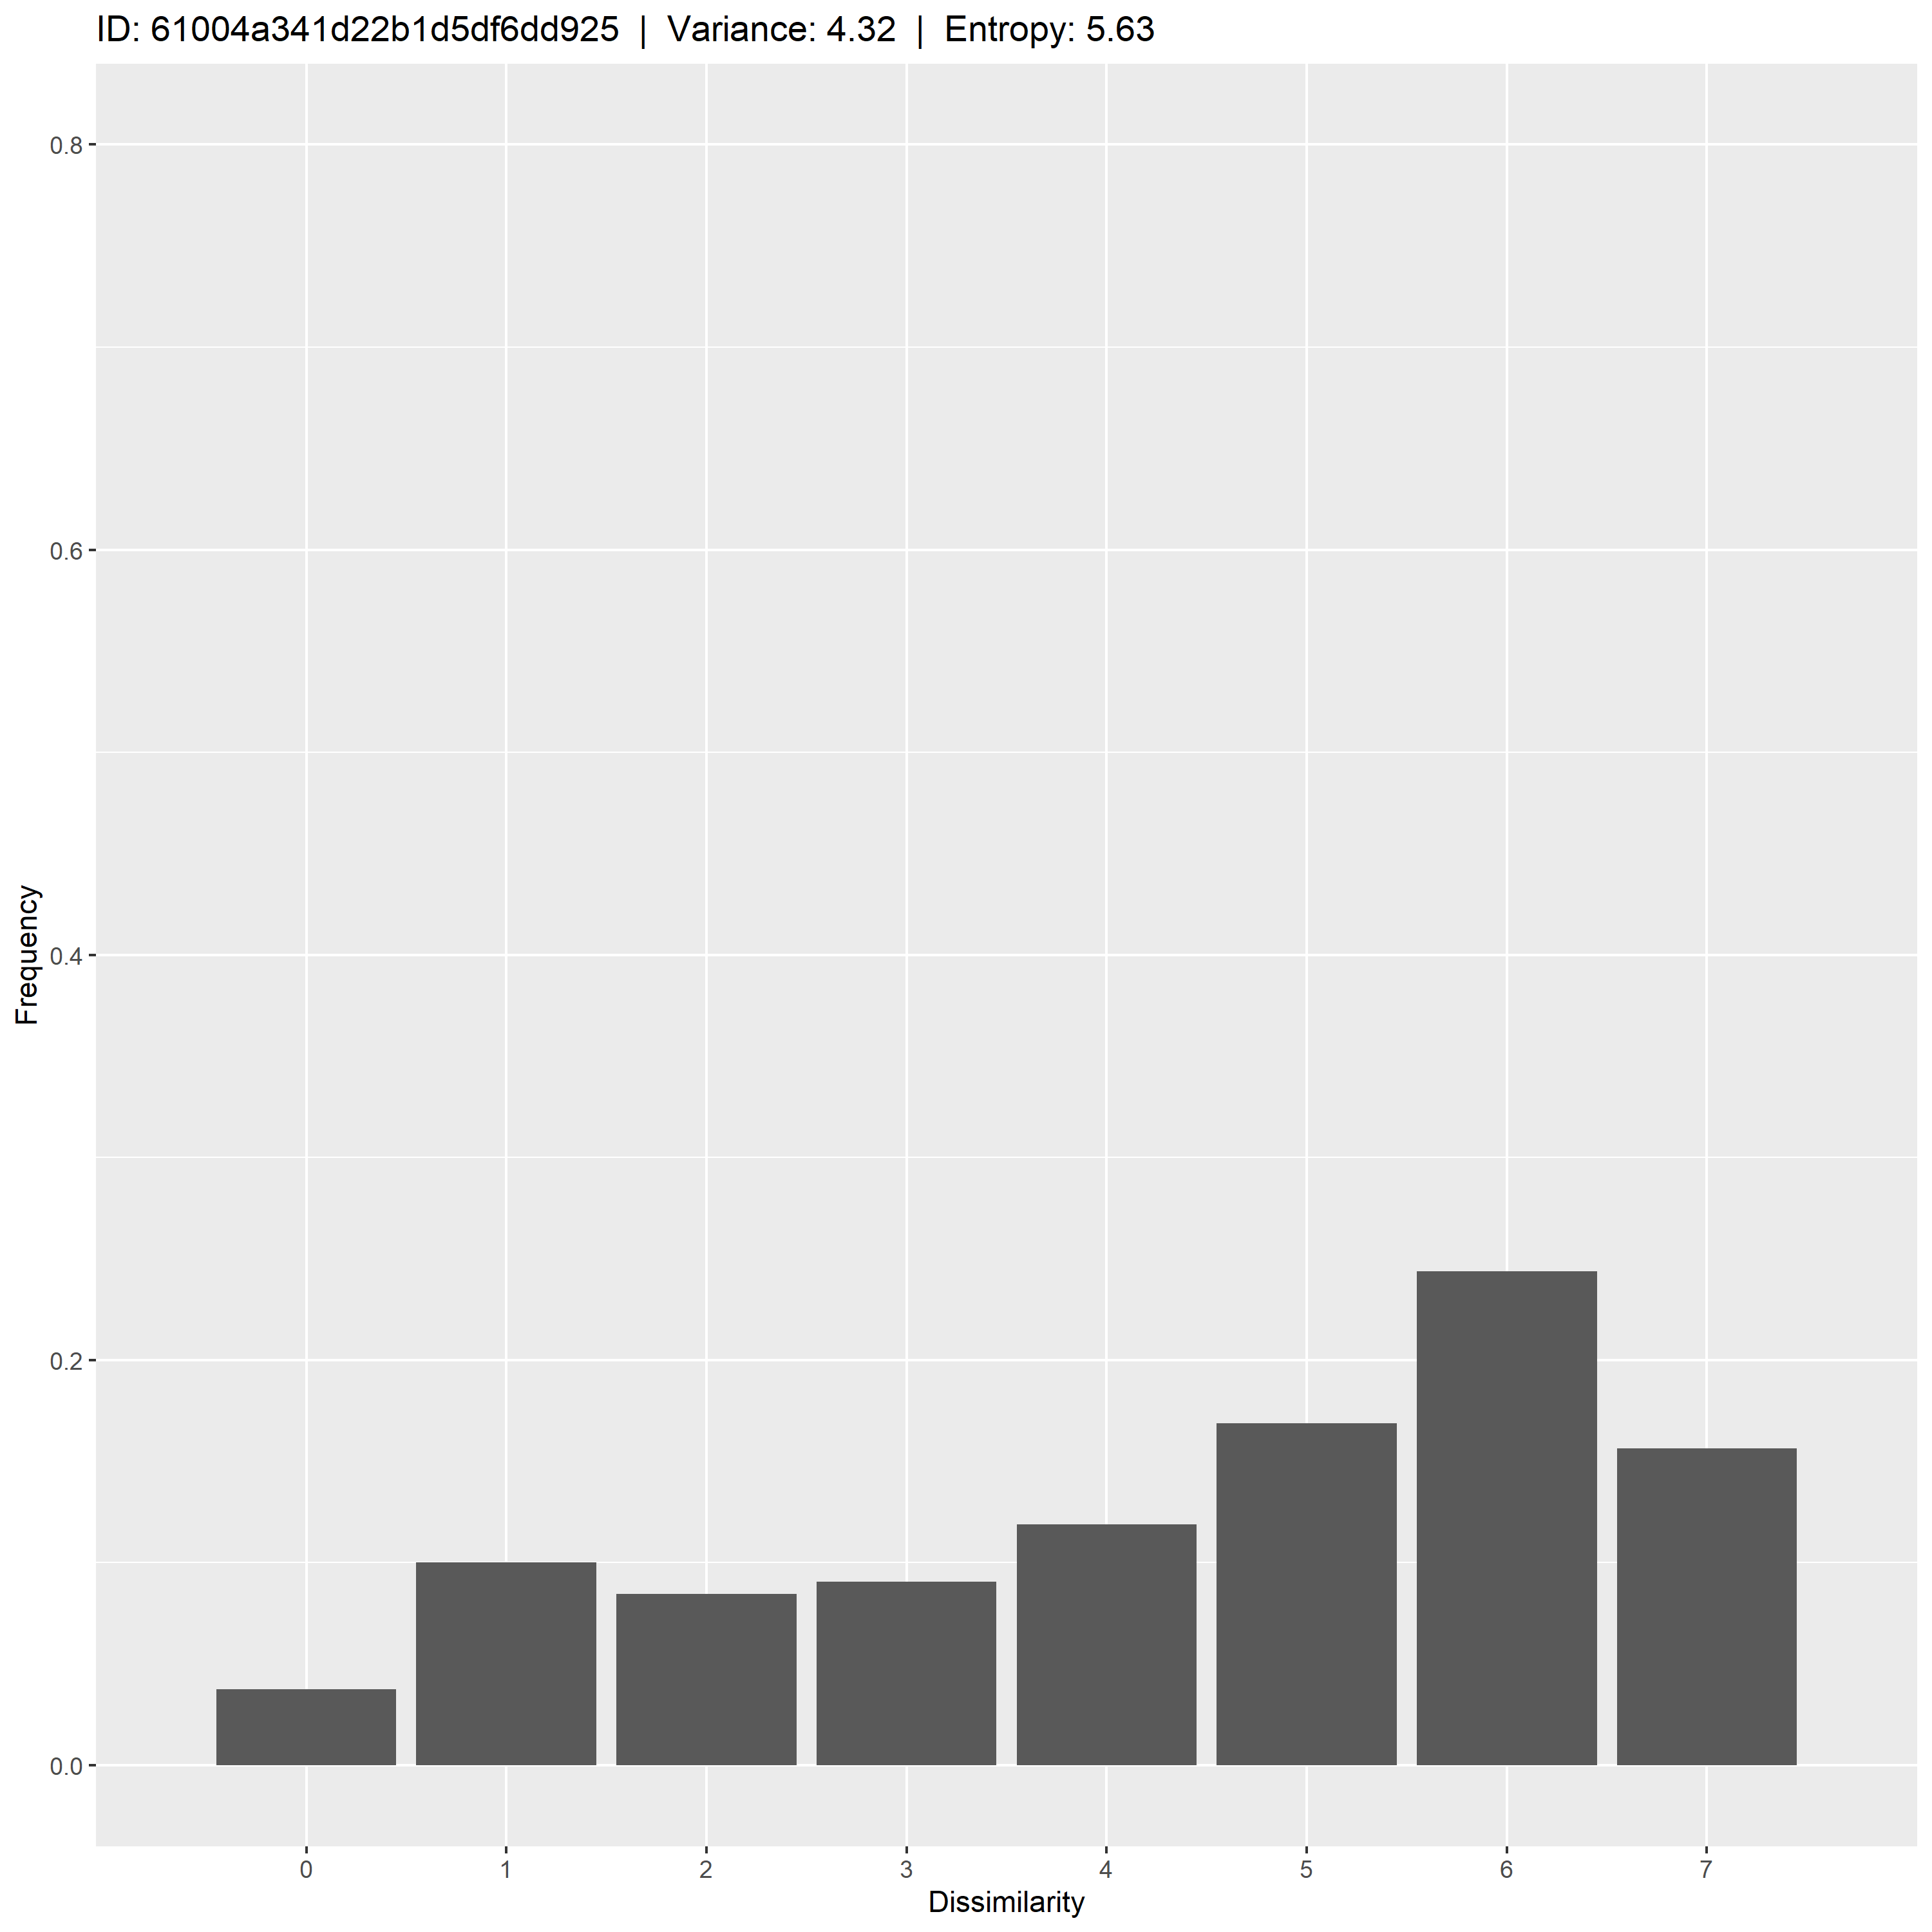 ID: 61004a341d22b1d5df6dd925 | Variance: 4.32 | Entropy: 5.63
0.8
0.6
0.4
0.2
0.0
Frequency
0 1 2 3 4 5 6 7
Dissimilarity